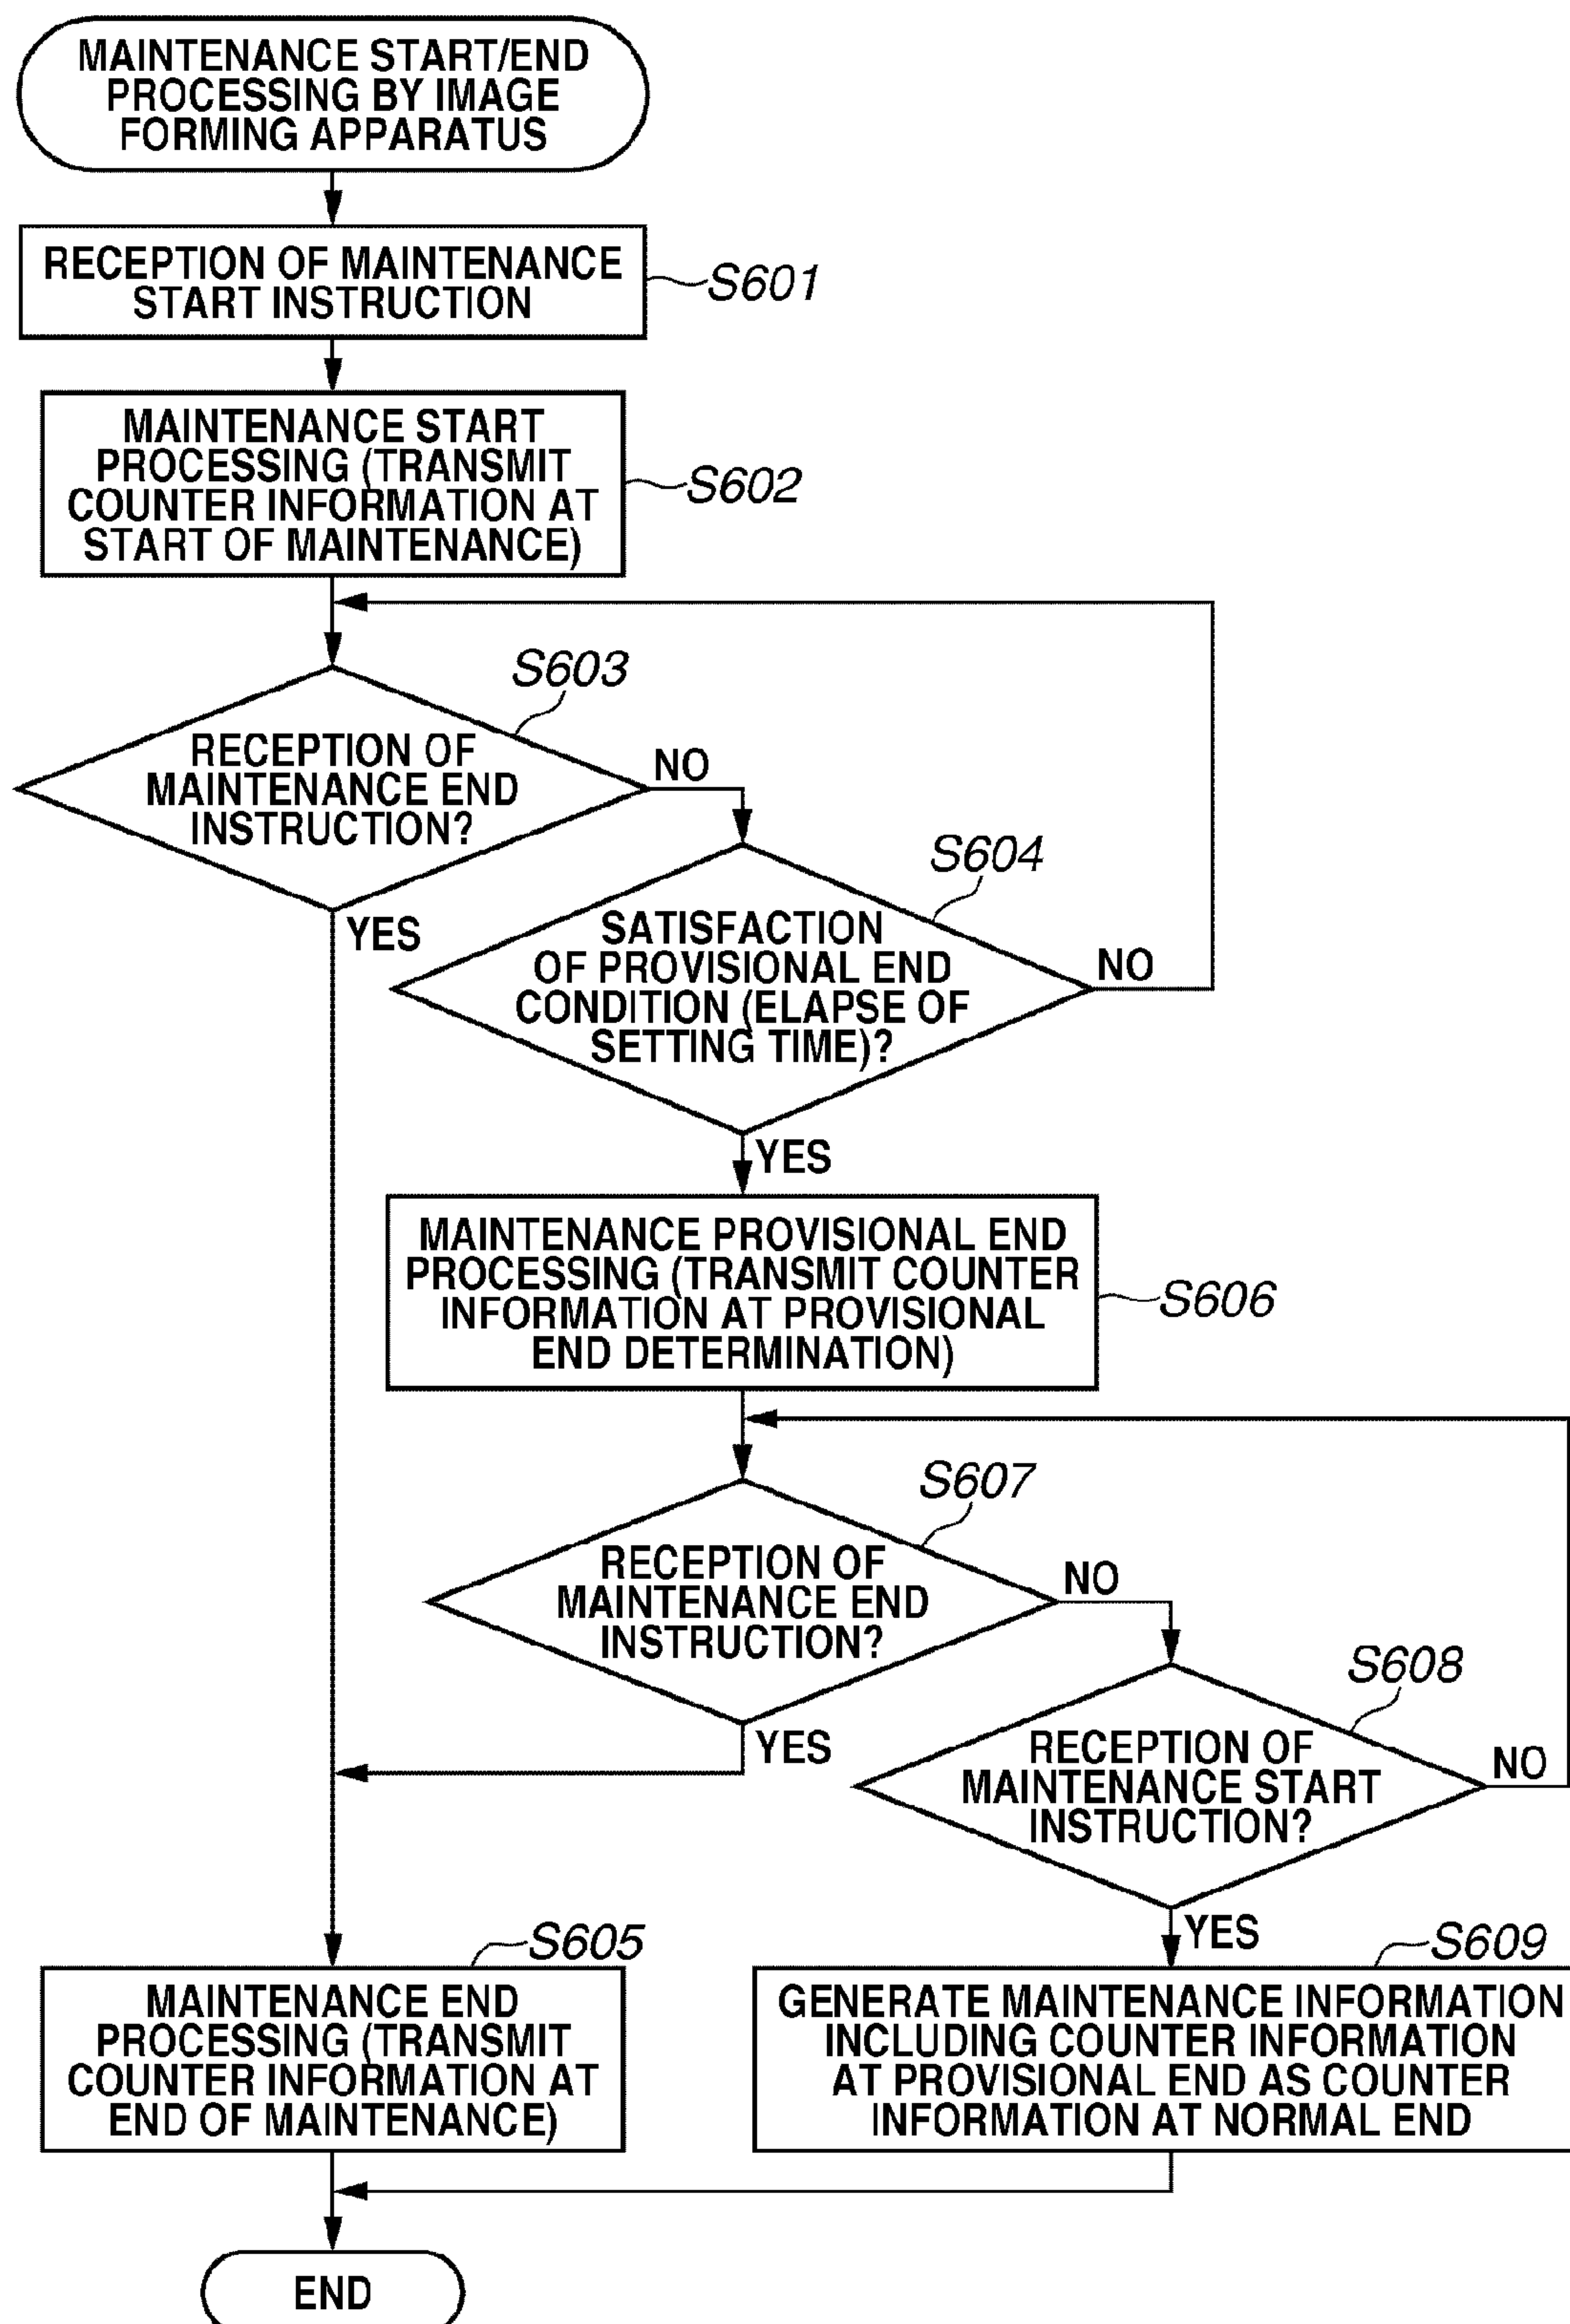 MAINTENANCE START/END
PROCESSING BY IMAGE
FORMING APPARATUS
RECEPTION OF MAINTENANCE
START INSTRUCTION
S601
MAINTENANCE START
PROCESSING (TRANSMIT
COUNTER INFORMATION AT
START OF MAINTENANCE)
S602
S603
RECEPTION OF
MAINTENANCE END
INSTRUCTION?
NO
YES
S604
SATISFACTION
OF PROVISIONAL END
CONDITION (ELAPSE OF
SETTING TIME)?
NO
YES
MAINTENANCE PROVISIONAL END
PROCESSING (TRANSMIT COUNTER
INFORMATION AT PROVISIONAL
END DETERMINATION)
S606
S607
RECEPTION OF
MAINTENANCE END
INSTRUCTION?
NO
YES
S608
RECEPTION OF
MAINTENANCE START
INSTRUCTION?
NO
YES
S605
MAINTENANCE END
PROCESSING (TRANSMIT
COUNTER INFORMATION AT
END OF MAINTENANCE)
S609
GENERATE MAINTENANCE INFORMATION
INCLUDING COUNTER INFORMATION
AT PROVISIONAL END AS COUNTER
INFORMATION AT NORMAL END
END